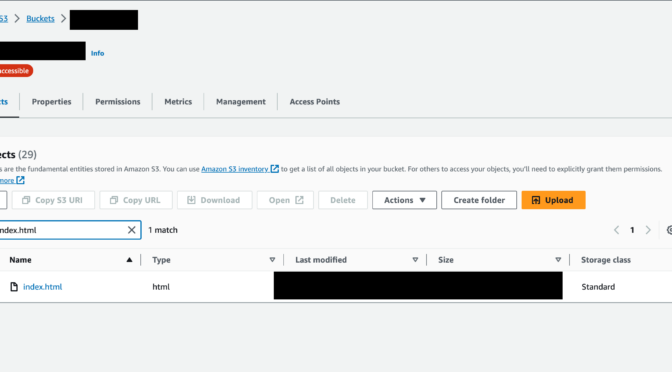 S3 > Buckets >
Info
accessible
cts Properties Permissions Metrics Management Access Points
ects (29)
s are the fundamental entities stored in Amazon S3. You can use Amazon S3 inventory to get a list of all objects in your bucket. For others to access your objects, you'll need to explicitly grant them permissions.
more
Copy S3 URI Copy URL Download Open Delete Actions Create folder Upload
ndex.html 1 match 1
Name Type Last modified Size Storage class
index.html html Standard